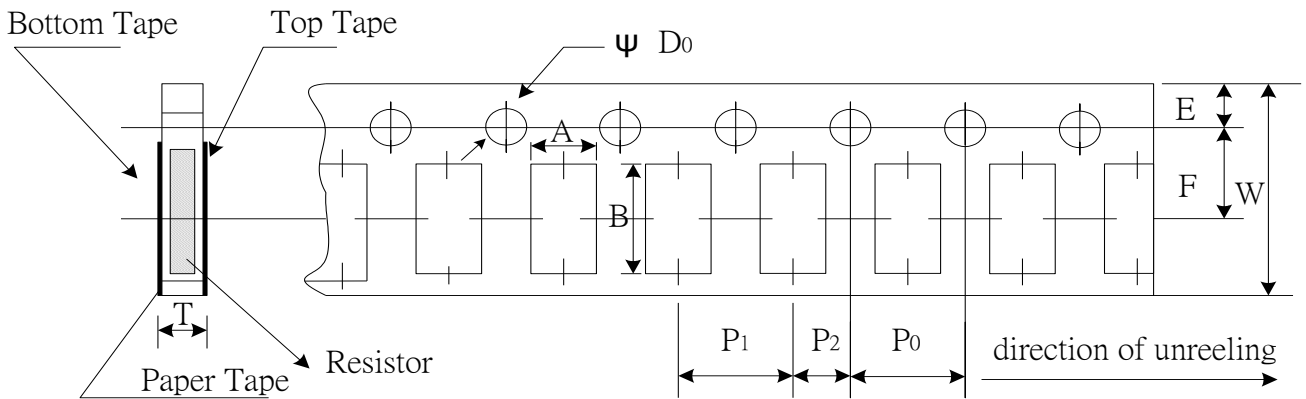 Bottom Tape
Top Tape
Ψ D0
E
A
F
W
B
T
P1
P2
P0
direction of unreeling
Resistor
Paper Tape